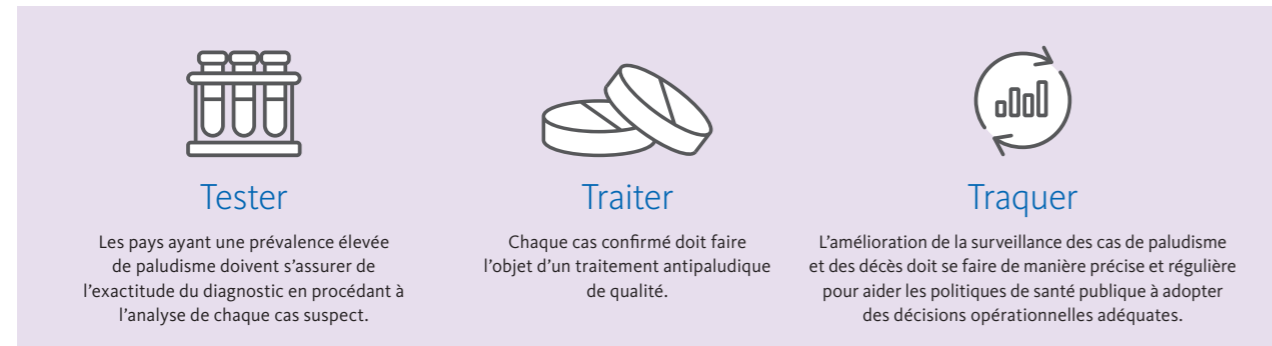 Tester
Les pays ayant une prévalence élevée
de paludisme doivent s’assurer de
l’exactitude du diagnostic en procédant à
l’analyse de chaque cas suspect.
Traiter
Chaque cas confirmé doit faire
l’objet d’un traitement antipaludique
de qualité.
Traquer
L’amélioration de la surveillance des cas de paludisme
et des décès doit se faire de manière précise et régulière
pour aider les politiques de santé publique à adopter
des décisions opérationnelles adéquates.